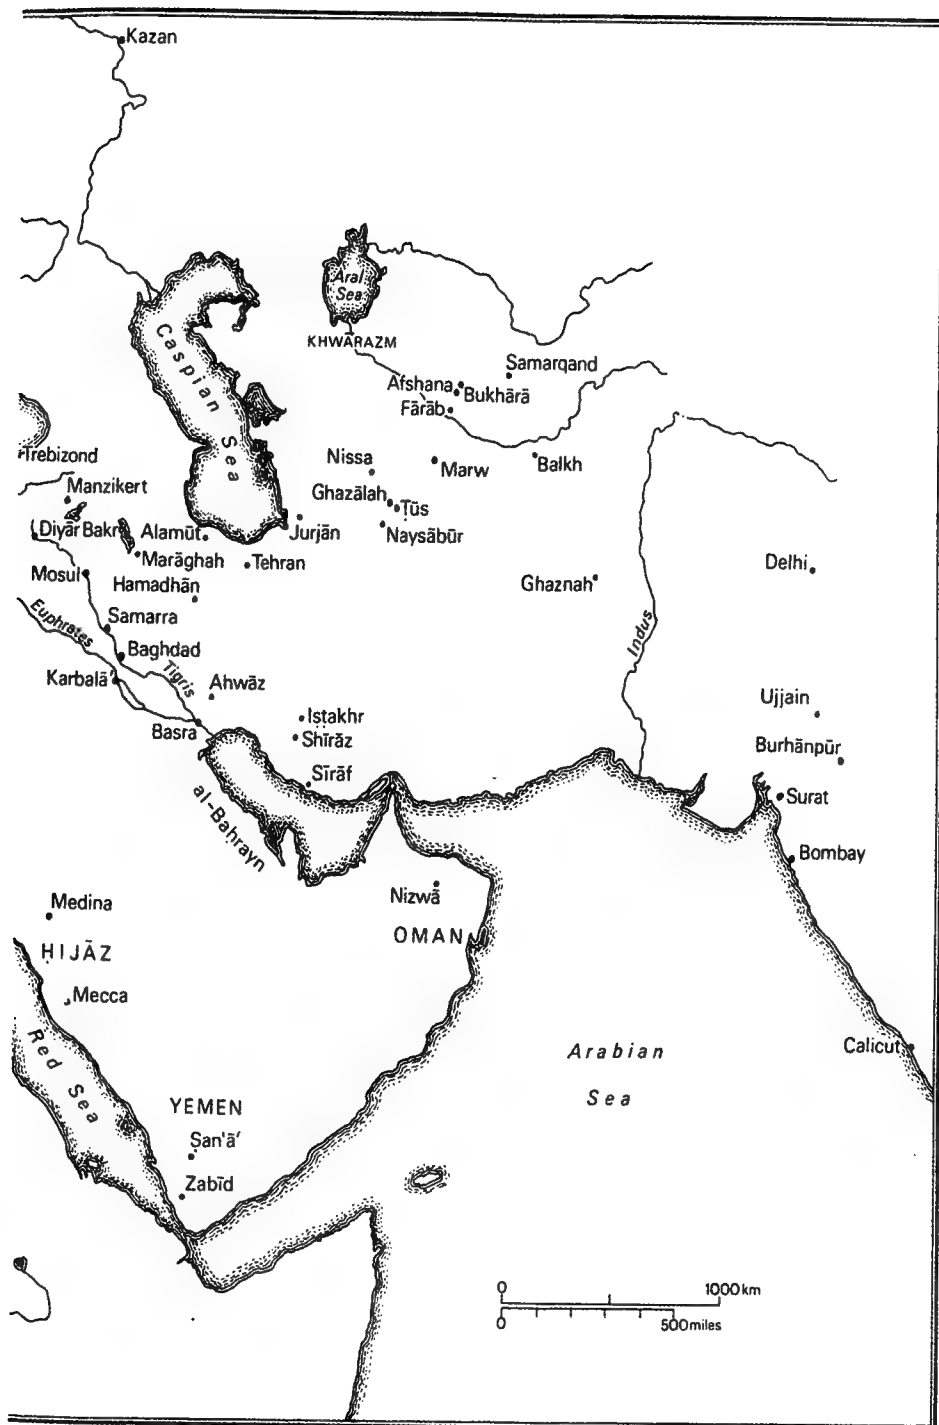 Kazan
Aral
Sea
KHWĀRAZM
Caspian Sea
Samarqand
Afshana
Bukhārā
Fārāb
Trebizond
Nissa
Marw
Balkh
Manzikert
Ghazālah
Ṭūs
Diyār Bakr
Alamūt
Jurjān
Naysābūr
Marāghah
Tehran
Delhi
Mosul
Hamadhān
Ghaznah
Euphrates
Samarra
Indus
Baghdad
Karbalā'
Tigris
Ahwāz
Ujjain
Basra
Iṣṭakhr
Shīrāz
Burhānpūr
Sīrāf
al-Bahrayn
Surat
Bombay
Nizwā
Medina
OMAN
HIJĀZ
Mecca
Red Sea
Arabian
Sea
Calicut
YEMEN
Ṣan'ā'
Zabīd
0 1000 km
0 500 miles